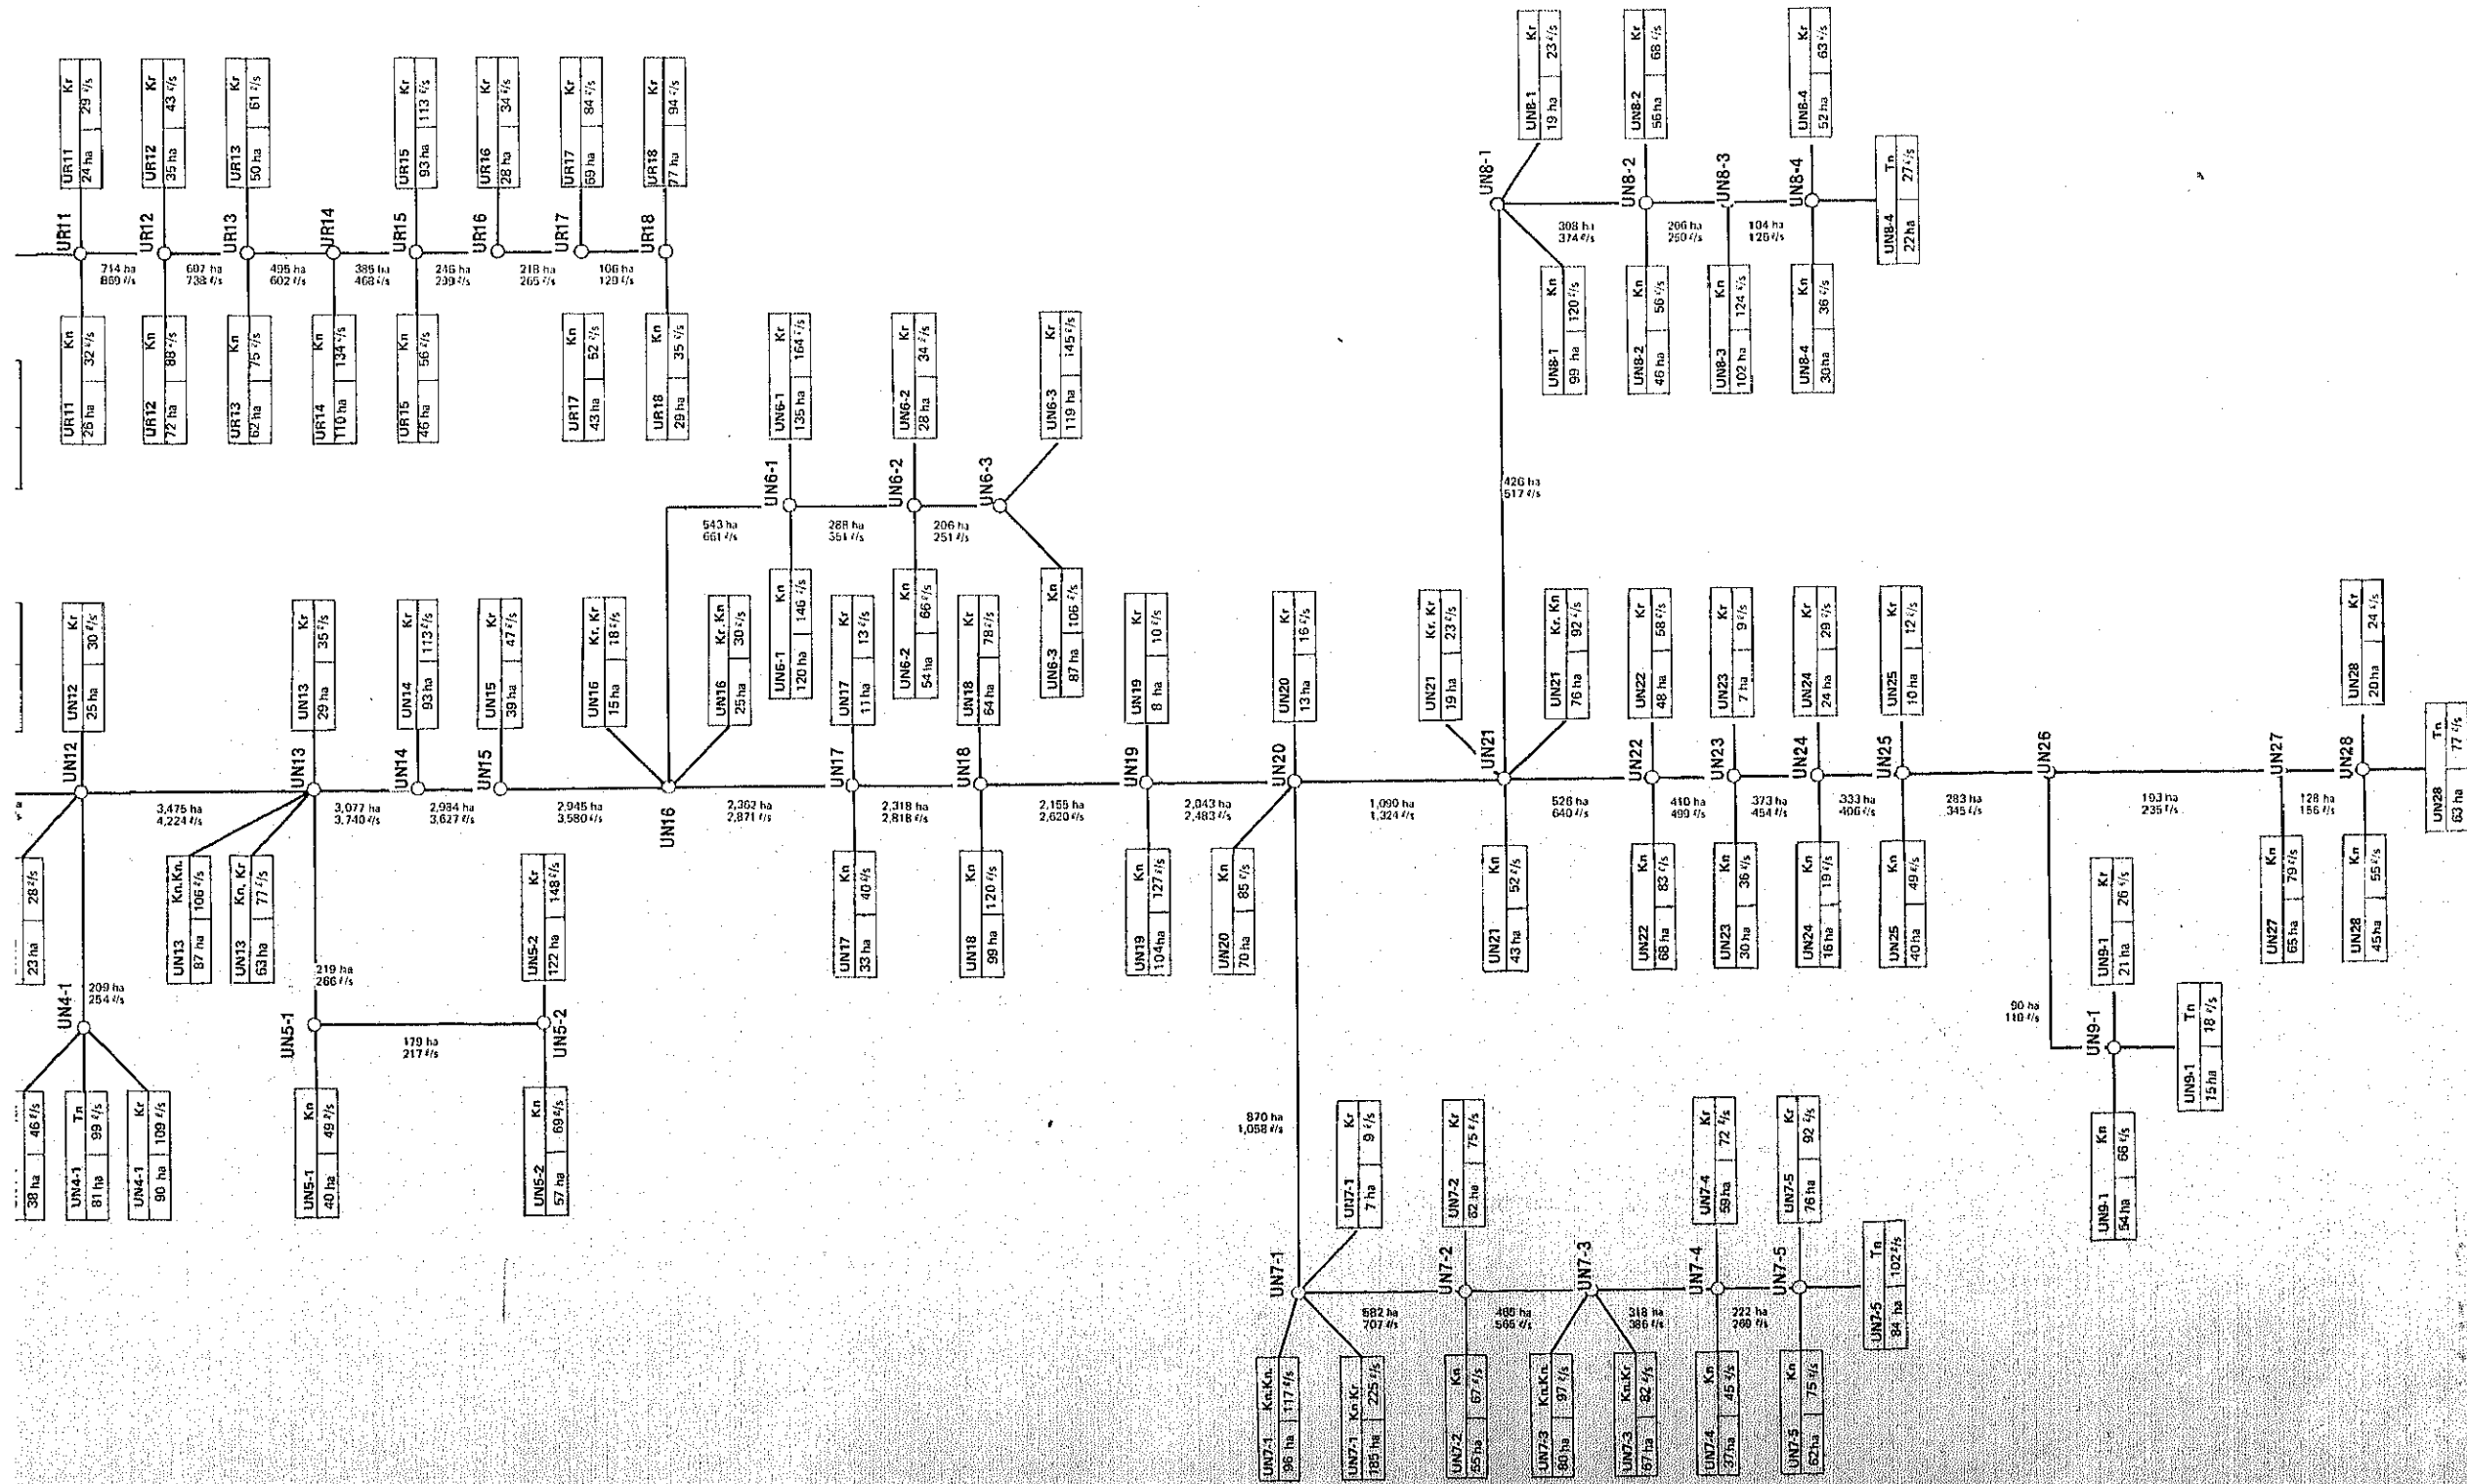 UR11
UR11 Kr
24 ha 29 ℓ/s
UR11 Kn
26 ha 32 ℓ/s
714 ha
869 ℓ/s
UR12
UR12 Kr
35 ha 43 ℓ/s
UR12 Kn
72 ha 88 ℓ/s
607 ha
738 ℓ/s
UR13
UR13 Kr
50 ha 61 ℓ/s
UR13 Kn
62 ha 75 ℓ/s
495 ha
602 ℓ/s
UR14
UR14 Kn
110 ha 134 ℓ/s
385 ha
468 ℓ/s
UR15
UR15 Kr
93 ha 113 ℓ/s
UR15 Kn
46 ha 56 ℓ/s
246 ha
299 ℓ/s
UR16
UR16 Kr
28 ha 34 ℓ/s
218 ha
265 ℓ/s
UR17
UR17 Kr
69 ha 84 ℓ/s
UR17 Kn
43 ha 52 ℓ/s
106 ha
129 ℓ/s
UR18
UR18 Kr
77 ha 94 ℓ/s
UR18 Kn
29 ha 35 ℓ/s
UN12
UN12 Kr
25 ha 30 ℓ/s
23 ha 28 ℓ/s
209 ha
254 ℓ/s
UN4-1
38 ha 46 ℓ/s
UN4-1 Tn
81 ha 99 ℓ/s
UN4-1 Kr
90 ha 109 ℓ/s
3,475 ha
4,224 ℓ/s
UN13
UN13 Kr
29 ha 35 ℓ/s
UN13 Kn.Kn.
87 ha 106 ℓ/s
UN13 Kn. Kr
63 ha 77 ℓ/s
219 ha
266 ℓ/s
UN5-1
UN5-1 Kn
40 ha 49 ℓ/s
179 ha
217 ℓ/s
UN5-2
UN5-2 Kr
122 ha 148 ℓ/s
UN5-2 Kn
57 ha 69 ℓ/s
3,077 ha
3,740 ℓ/s
UN14
UN14 Kr
93 ha 113 ℓ/s
2,984 ha
3,627 ℓ/s
UN15
UN15 Kr
39 ha 47 ℓ/s
2,945 ha
3,580 ℓ/s
UN16
UN16 Kr. Kr
15 ha 18 ℓ/s
UN16 Kr. Kn
25 ha 30 ℓ/s
543 ha
661 ℓ/s
UN6-1
UN6-1 Kr
135 ha 164 ℓ/s
UN6-1 Kn
120 ha 146 ℓ/s
288 ha
351 ℓ/s
UN6-2
UN6-2 Kr
28 ha 34 ℓ/s
UN6-2 Kn
54 ha 66 ℓ/s
206 ha
251 ℓ/s
UN6-3
UN6-3 Kr
119 ha 145 ℓ/s
UN6-3 Kn
87 ha 106 ℓ/s
2,362 ha
2,871 ℓ/s
UN17
UN17 Kr
11 ha 13 ℓ/s
UN17 Kn
33 ha 40 ℓ/s
2,318 ha
2,818 ℓ/s
UN18
UN18 Kr
64 ha 78 ℓ/s
UN18 Kn
99 ha 120 ℓ/s
2,155 ha
2,620 ℓ/s
UN19
UN19 Kr
8 ha 10 ℓ/s
UN19 Kn
104 ha 127 ℓ/s
2,043 ha
2,483 ℓ/s
UN20
UN20 Kr
13 ha 16 ℓ/s
UN20 Kn
70 ha 85 ℓ/s
870 ha
1,058 ℓ/s
UN7-1
UN7-1 Kr
7 ha 9 ℓ/s
UN7-1 Kn.Kn.
96 ha 117 ℓ/s
UN7-1 Kn Kr
185 ha 225 ℓ/s
582 ha
707 ℓ/s
UN7-2
UN7-2 Kr
62 ha 75 ℓ/s
UN7-2 Kn
55 ha 67 ℓ/s
465 ha
565 ℓ/s
UN7-3
UN7-3 Kn.Kn.
80 ha 97 ℓ/s
UN7-3 Kn.Kr
67 ha 82 ℓ/s
318 ha
386 ℓ/s
UN7-4
UN7-4 Kr
59 ha 72 ℓ/s
UN7-4 Kn
37 ha 45 ℓ/s
222 ha
269 ℓ/s
UN7-5
UN7-5 Kr
76 ha 92 ℓ/s
UN7-5 Kn
62 ha 75 ℓ/s
UN7-5 Tn
84 ha 102 ℓ/s
1,090 ha
1,324 ℓ/s
UN21
UN21 Kr. Kr
19 ha 23 ℓ/s
UN21 Kr. Kn
76 ha 92 ℓ/s
UN21 Kn
43 ha 52 ℓ/s
426 ha
517 ℓ/s
UN8-1
UN8-1 Kr
19 ha 23 ℓ/s
UN8-1 Kn
99 ha 120 ℓ/s
308 ha
374 ℓ/s
UN8-2
UN8-2 Kr
56 ha 68 ℓ/s
UN8-2 Kn
46 ha 56 ℓ/s
206 ha
250 ℓ/s
UN8-3
UN8-3 Kn
102 ha 124 ℓ/s
104 ha
126 ℓ/s
UN8-4
UN8-4 Kr
52 ha 63 ℓ/s
UN8-4 Kn
30 ha 36 ℓ/s
UN8-4 Tn
22 ha 27 ℓ/s
526 ha
640 ℓ/s
UN22
UN22 Kr
48 ha 58 ℓ/s
UN22 Kn
68 ha 83 ℓ/s
410 ha
499 ℓ/s
UN23
UN23 Kr
7 ha 9 ℓ/s
UN23 Kn
30 ha 36 ℓ/s
373 ha
454 ℓ/s
UN24
UN24 Kr
24 ha 29 ℓ/s
UN24 Kn
16 ha 19 ℓ/s
333 ha
406 ℓ/s
UN25
UN25 Kr
10 ha 12 ℓ/s
UN25 Kn
40 ha 49 ℓ/s
283 ha
345 ℓ/s
UN26
90 ha
110 ℓ/s
UN9-1
UN9-1 Kr
21 ha 26 ℓ/s
UN9-1 Kn
54 ha 66 ℓ/s
UN9-1 Tn
15 ha 18 ℓ/s
193 ha
235 ℓ/s
UN27
UN27 Kn
65 ha 79 ℓ/s
128 ha
156 ℓ/s
UN28
UN28 Kr
20 ha 24 ℓ/s
UN28 Kn
45 ha 55 ℓ/s
UN28 Tn
63 ha 77 ℓ/s